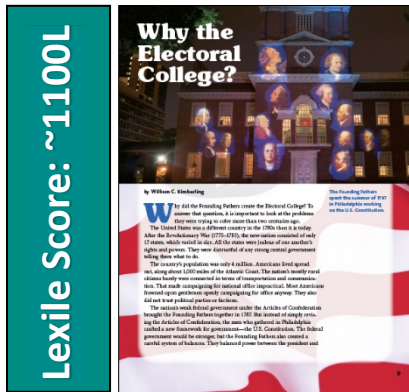 Lexile Score: ~1100L
Why the
Electoral
College?
by William C. Kimberling
The Founding Fathers
spent the summer of 1787
in Philadelphia working
on the U.S. Constitution.
Why did the Founding Fathers create the Electoral College? To
answer that question, it is important to look at the problems
they were trying to solve more than two centuries ago.
The United States was a different country in the 1780s than it is today.
After the Revolutionary War (1775–1783), the new nation consisted of only
13 states, which varied in size. All the states were jealous of one another's
rights and powers. They were distrustful of any strong central government
telling them what to do.
The country's population was only 4 million. Americans lived spread
out, along about 1,000 miles of the Atlantic Coast. The nation's mostly rural
citizens barely were connected in terms of transportation and communica-
tion. That made campaigning for national office impractical. Most Americans
frowned upon gentlemen openly campaigning for office anyway. They also
did not trust political parties or factions.
The nation's weak federal government under the Articles of Confederation
brought the Founding Fathers together in 1787. But instead of simply revis-
ing the Articles of Confederation, the men who gathered in Philadelphia
crafted a new framework for government—the U.S. Constitution. The federal
government would be stronger, but the Founding Fathers also created a
careful system of balances. They balanced power between the president and
9